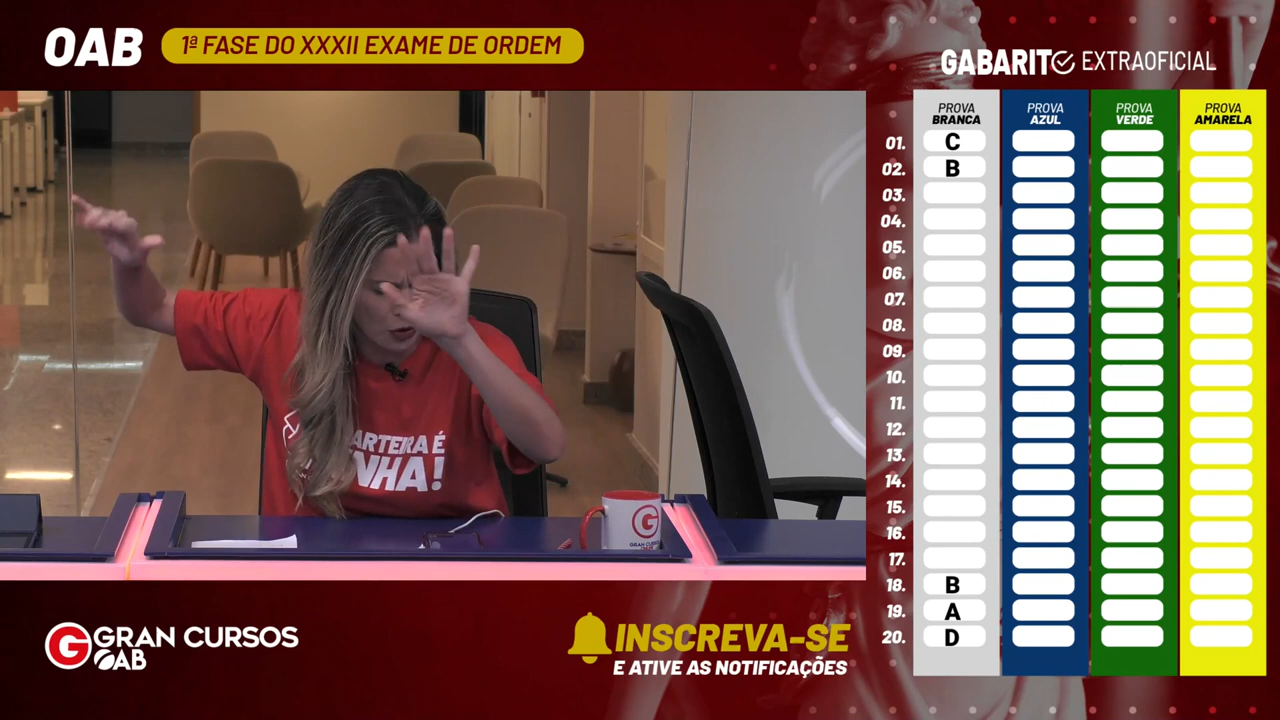 OAB
1ª FASE DO XXXII EXAME DE ORDEM
GABARITO EXTRAOFICIAL
PROVA BRANCA
PROVA AZUL
PROVA VERDE
PROVA AMARELA
01. C
02. B
03.
04.
05.
06.
07.
08.
09.
10.
11.
12.
13.
14.
15.
16.
17.
18. B
19. A
20. D
ARTEIRA É
NHA!
G
GRAN CURSOS
G GRAN CURSOS
OAB
INSCREVA-SE
E ATIVE AS NOTIFICAÇÕES